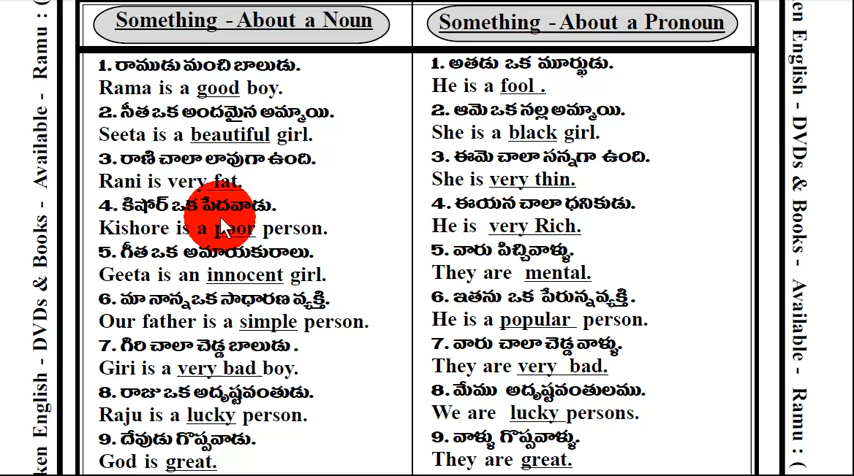 Something - About a Noun
1. రాముడు మంచి బాలుడు.
Rama is a good boy.
2. సీత ఒక అందమైన అమ్మాయి.
Seeta is a beautiful girl.
3. రాణి చాలా లావుగా ఉంది.
Rani is very fat.
4. కిషోర్ ఒక పేదవాడు.
Kishore is a poor person.
5. గీత ఒక అమాయకురాలు.
Geeta is an innocent girl.
6. మా నాన్న ఒక సాధారణ వ్యక్తి.
Our father is a simple person.
7. గిరి చాలా చెడ్డ బాలుడు .
Giri is a very bad boy.
8. రాజు ఒక అదృష్టవంతుడు.
Raju is a lucky person.
9. దేవుడు గొప్పవాడు.
God is great.
Something - About a Pronoun
1. అతడు ఒక మూర్ఖుడు.
He is a fool .
2. ఆమె ఒక నల్ల అమ్మాయి.
She is a black girl.
3. ఈమె చాలా సన్నగా ఉంది.
She is very thin.
4. ఈయన చాలా ధనికుడు.
He is very Rich.
5. వారు పిచ్చివాళ్ళు.
They are mental.
6. ఇతను ఒక పేరున్నవ్యక్తి .
He is a popular person.
7. వారు చాలా చెడ్డ వాళ్ళు.
They are very bad.
8. మేము అదృష్టవంతులము.
We are lucky persons.
9. వాళ్ళు గొప్పవాళ్ళు.
They are great.
ken English - DVDs & Books - Available - Ramu : (
ken English - DVDs & Books - Available - Ramu : (